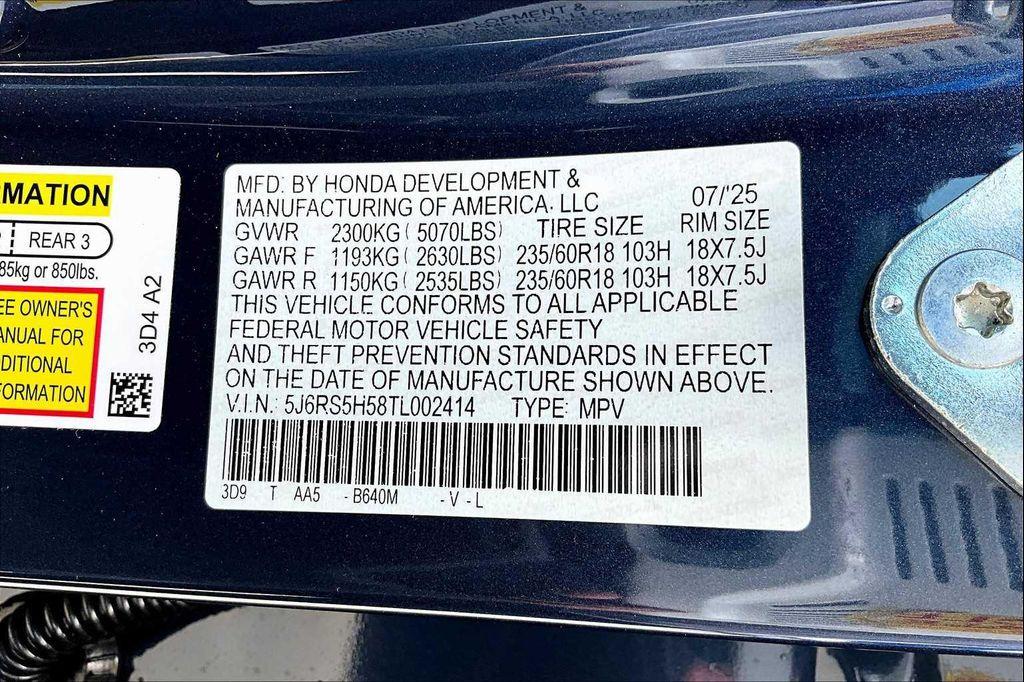 MATION
REAR 3
85kg or 850lbs.
EE OWNER'S
ANUAL FOR
DDITIONAL
FORMATION
3D4 A2
MFD: BY HONDA DEVELOPMENT &
MANUFACTURING OF AMERICA, LLC 07/'25
GVWR 2300KG ( 5070LBS) TIRE SIZE RIM SIZE
GAWR F 1193KG (2630LBS) 235/60R18 103H 18X7.5J
GAWR R 1150KG (2535LBS) 235/60R18 103H 18X7.5J
THIS VEHICLE CONFORMS TO ALL APPLICABLE
FEDERAL MOTOR VEHICLE SAFETY
AND THEFT PREVENTION STANDARDS IN EFFECT
ON THE DATE OF MANUFACTURE SHOWN ABOVE.
V.I.N.: 5J6RS5H58TL002414 TYPE: MPV
3D9 T AA5 - B640M - V - L